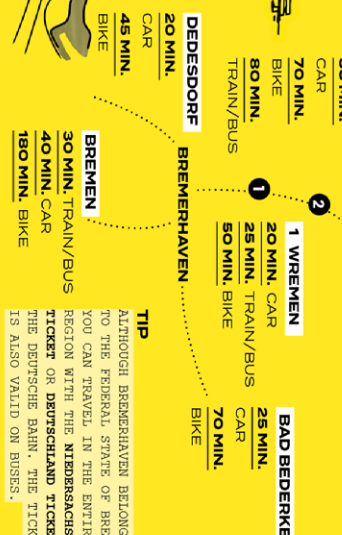 MIN.
CAR
70 MIN.
BIKE
80 MIN.
TRAIN/BUS
2
1
1 WREMEN
20 MIN. CAR
25 MIN. TRAIN/BUS
50 MIN. BIKE
BAD BEDERKE
25 MIN.
CAR
70 MIN.
BIKE
DEDESDORF
20 MIN.
CAR
45 MIN.
BIKE
BREMERHAVEN
BREMEN
30 MIN. TRAIN/BUS
40 MIN. CAR
180 MIN. BIKE
TIP
ALTHOUGH BREMERHAVEN BELONG
TO THE FEDERAL STATE OF BRE
YOU CAN TRAVEL IN THE ENTIR
REGION WITH THE NIEDERSACHS
TICKET OR DEUTSCHLAND TICKE
THE DEUTSCHE BAHN. THE TICK
IS ALSO VALID ON BUSES.